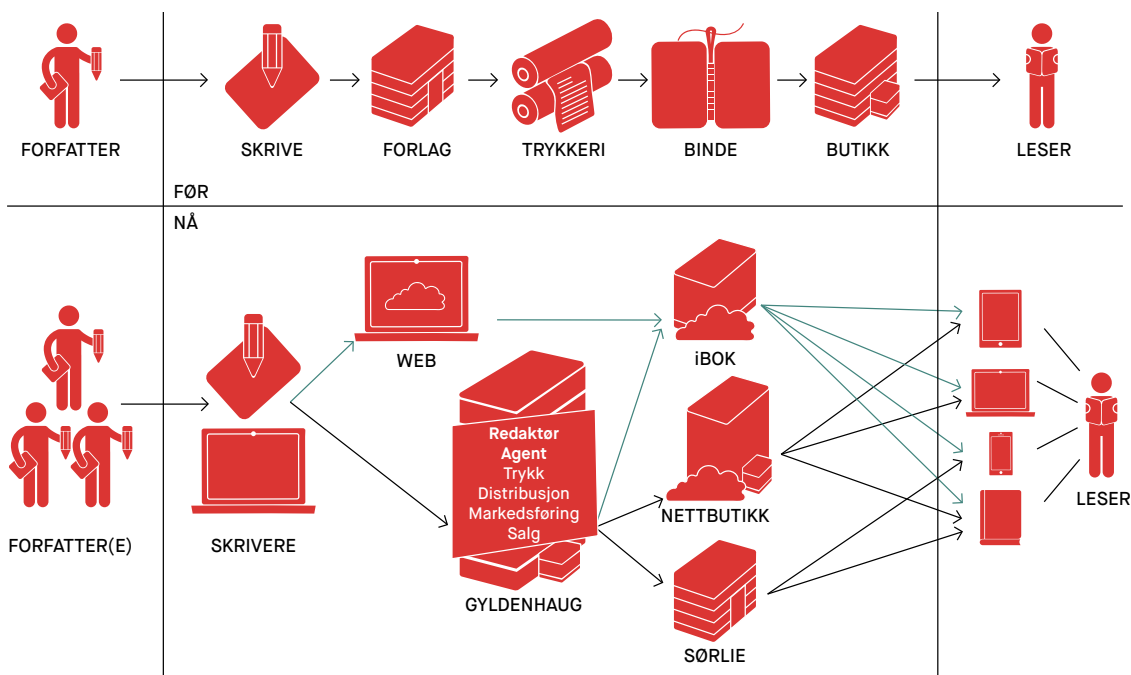 FORFATTER
SKRIVE
FORLAG
TRYKKERI
BINDE
BUTIKK
LESER
FØR
NÅ
WEB
iBOK
Redaktør
Agent
Trykk
Distribusjon
Markedsføring
Salg
NETTBUTIKK
LESER
FORFATTER(E)
SKRIVERE
GYLDENHAUG
SØRLIE